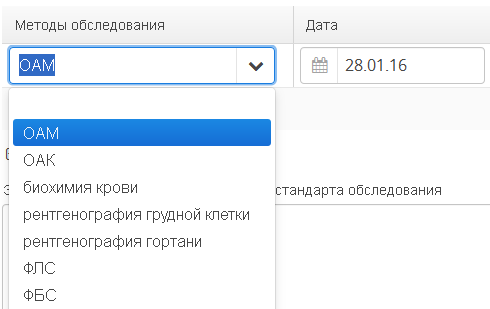 Методы обследования
Дата
ОАМ
28.01.16
ОАМ
ОАК
биохимия крови
стандарта обследования
рентгенография грудной клетки
рентгенография гортани
ФЛС
ФБС